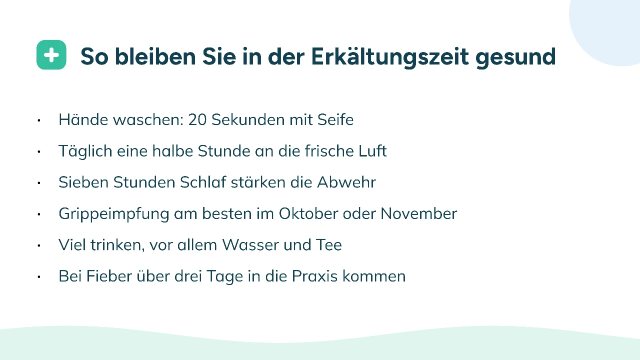 So bleiben Sie in der Erkältungszeit gesund
· Hände waschen: 20 Sekunden mit Seife
· Täglich eine halbe Stunde an die frische Luft
· Sieben Stunden Schlaf stärken die Abwehr
· Grippeimpfung am besten im Oktober oder November
· Viel trinken, vor allem Wasser und Tee
· Bei Fieber über drei Tage in die Praxis kommen